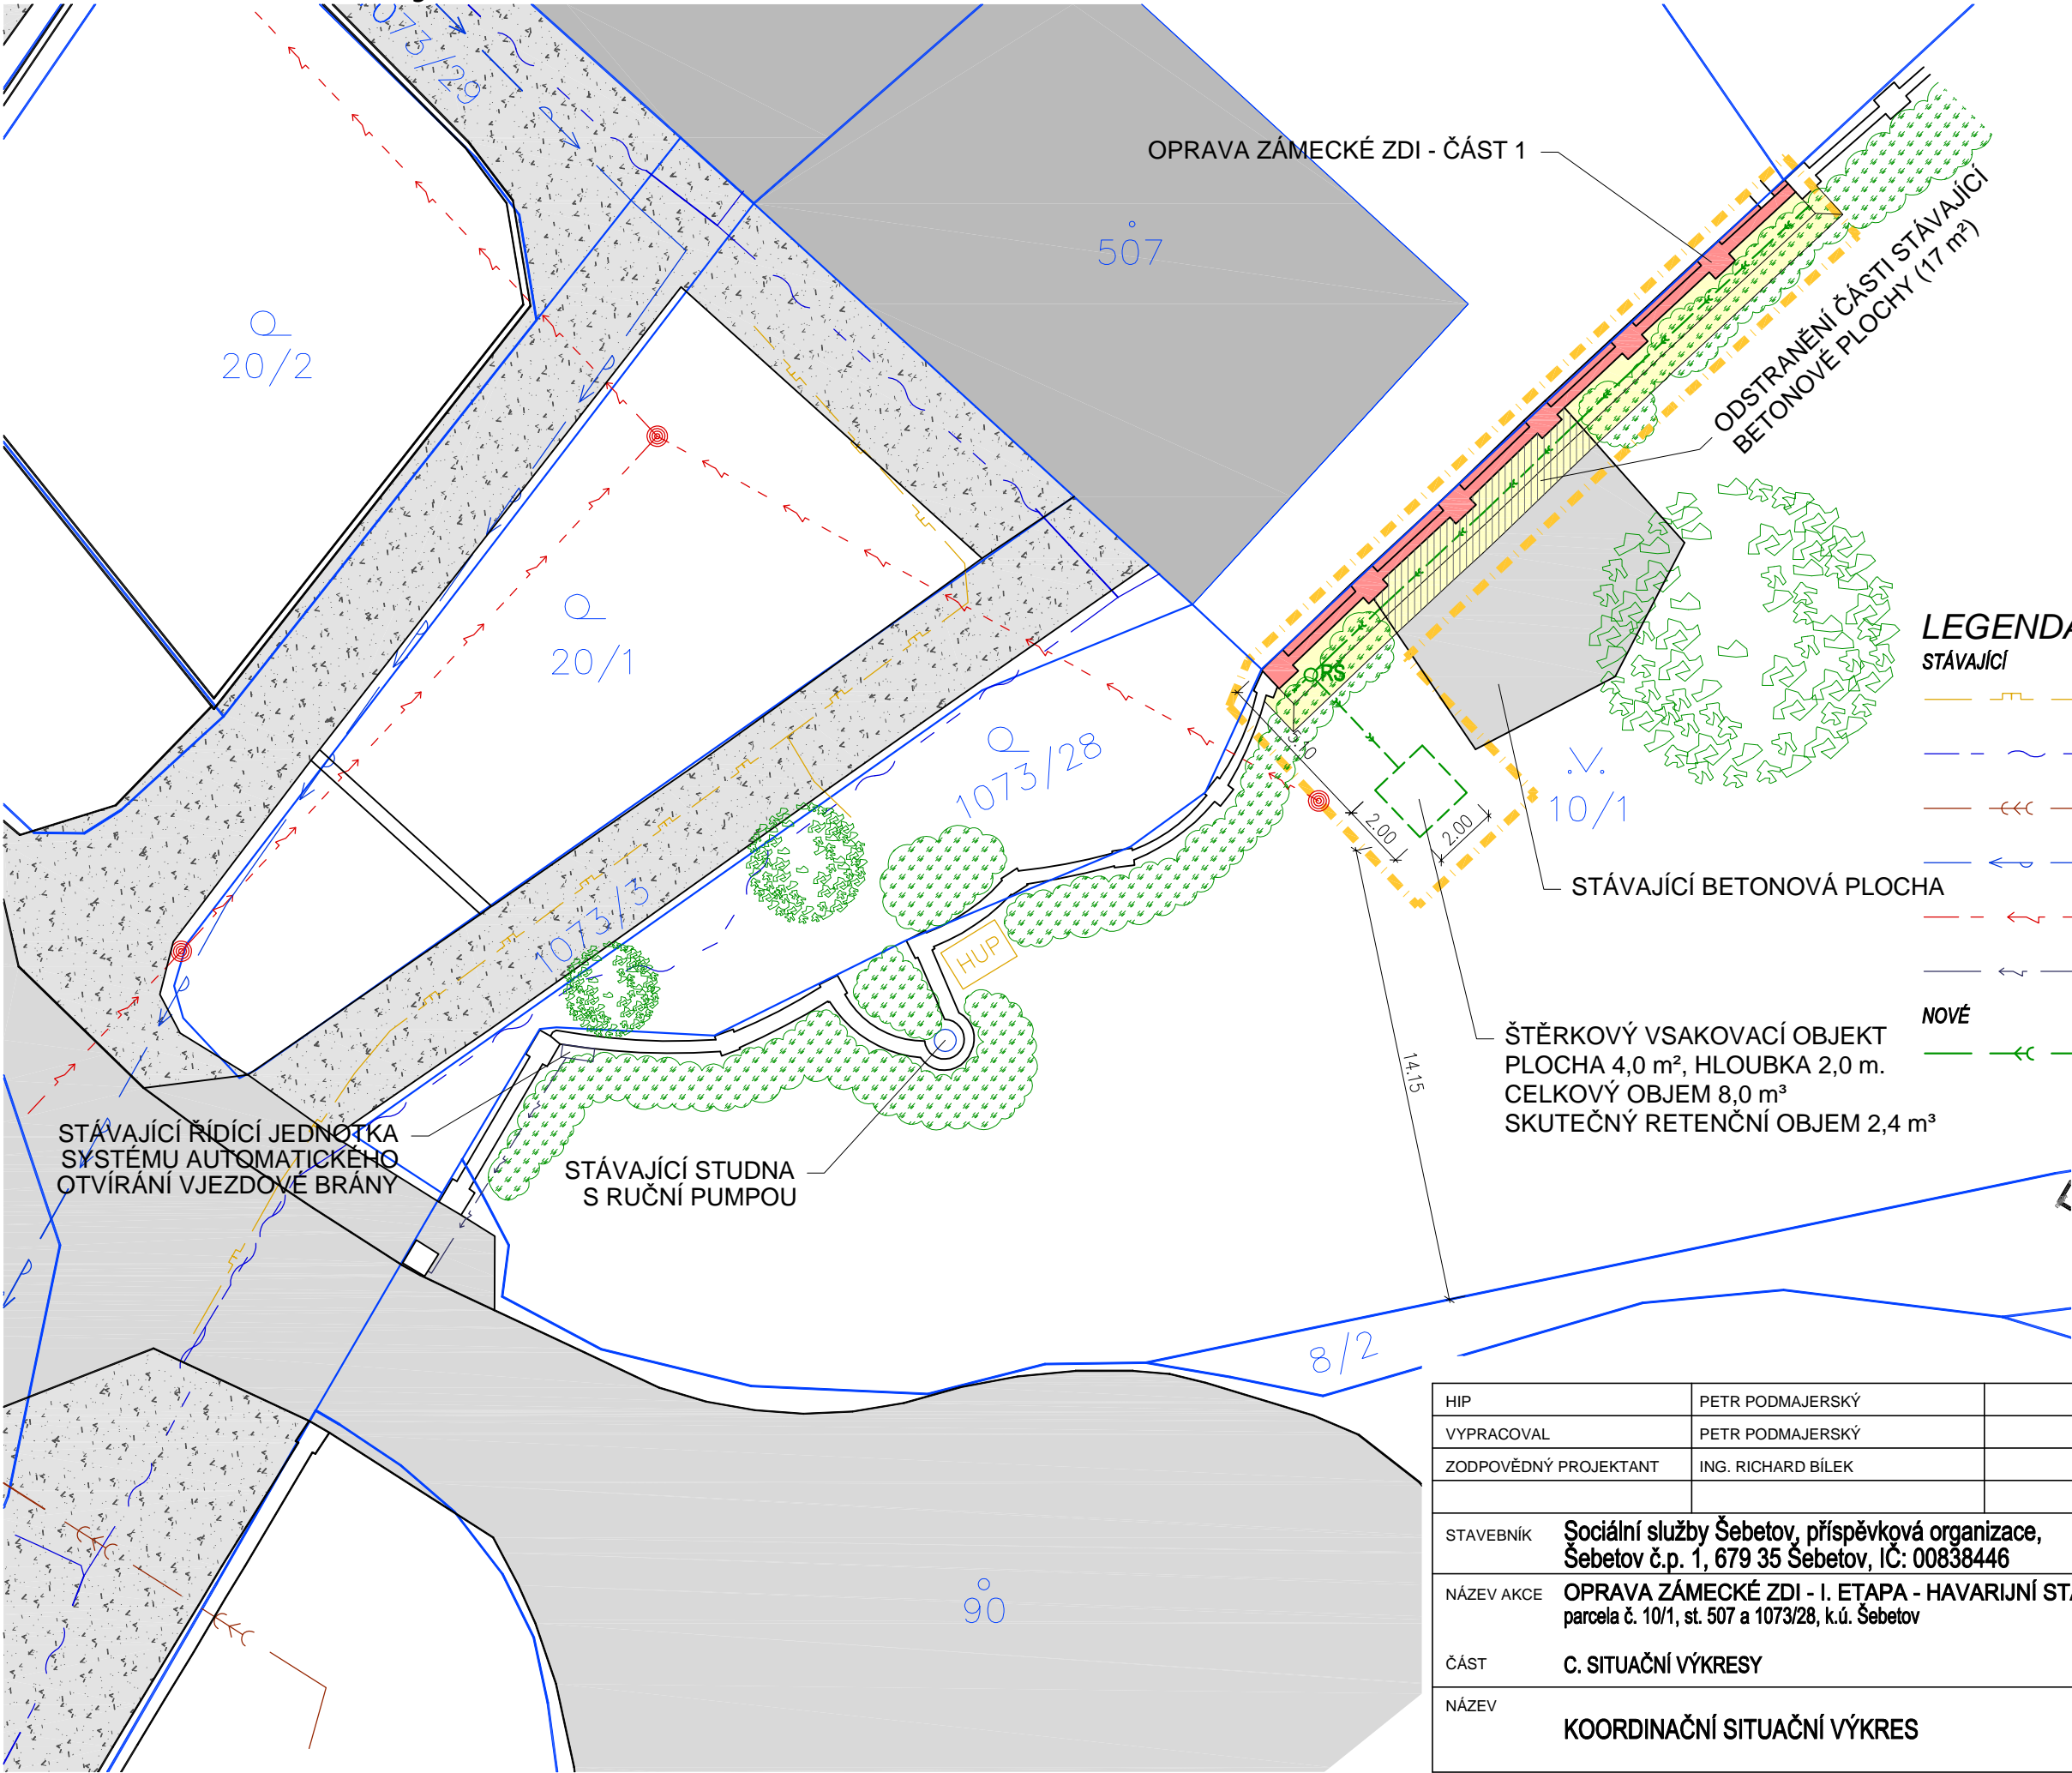 1073/29
OPRAVA ZÁMECKÉ ZDI - ČÁST 1
507
ODSTRANĚNÍ ČÁSTI STÁVAJÍCÍ
BETONOVÉ PLOCHY (17 m²)
20/2
20/1
1073/28
1073/3
RŠ
2.00
2.00
10/1
HUP
14.15
LEGENDA
STÁVAJÍCÍ
STÁVAJÍCÍ BETONOVÁ PLOCHA
NOVÉ
ŠTĚRKOVÝ VSAKOVACÍ OBJEKT
PLOCHA 4,0 m², HLOUBKA 2,0 m.
CELKOVÝ OBJEM 8,0 m³
SKUTEČNÝ RETENČNÍ OBJEM 2,4 m³
STÁVAJÍCÍ ŘÍDÍCÍ JEDNOTKA
SYSTÉMU AUTOMATICKÉHO
OTVÍRÁNÍ VJEZDOVÉ BRÁNY
STÁVAJÍCÍ STUDNA
S RUČNÍ PUMPOU
8/2
90
HIP PETR PODMAJERSKÝ
VYPRACOVAL PETR PODMAJERSKÝ
ZODPOVĚDNÝ PROJEKTANT ING. RICHARD BÍLEK
STAVEBNÍK Sociální služby Šebetov, příspěvková organizace,
Šebetov č.p. 1, 679 35 Šebetov, IČ: 00838446
NÁZEV AKCE OPRAVA ZÁMECKÉ ZDI - I. ETAPA - HAVARIJNÍ STA
parcela č. 10/1, st. 507 a 1073/28, k.ú. Šebetov
ČÁST C. SITUAČNÍ VÝKRESY
NÁZEV
KOORDINAČNÍ SITUAČNÍ VÝKRES